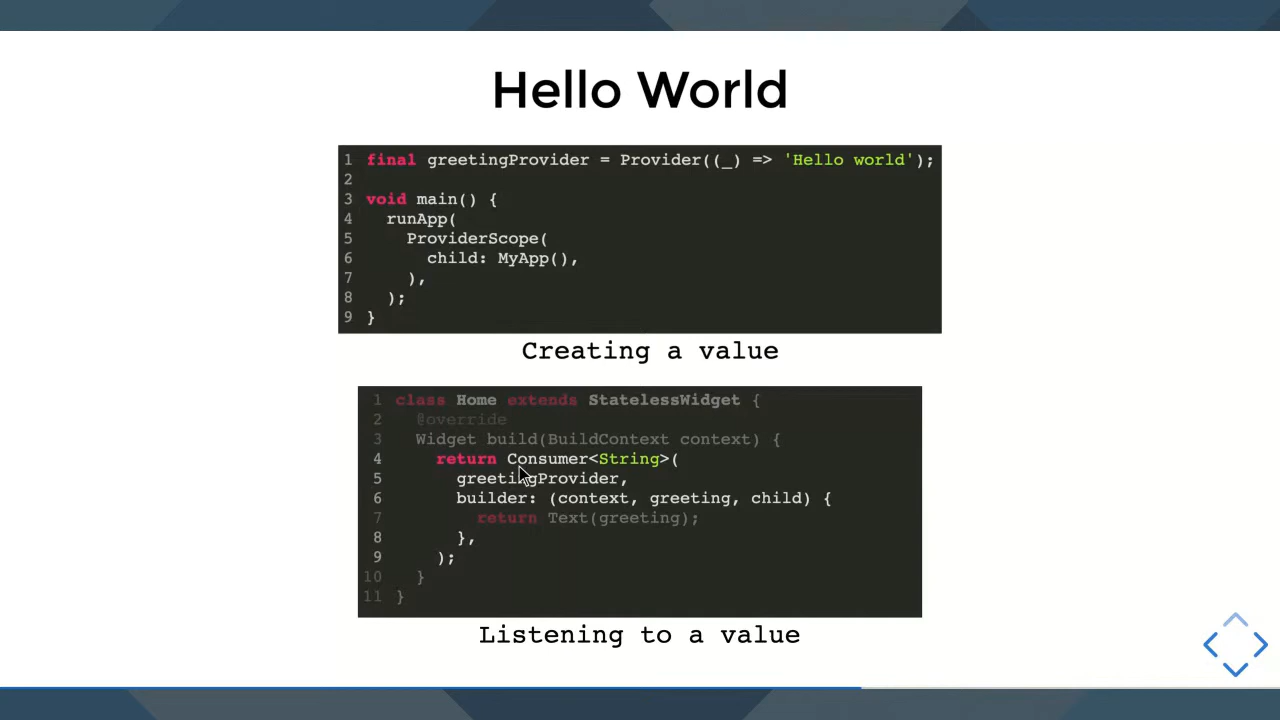 Hello World
1 final greetingProvider = Provider((_) => 'Hello world');
2
3 void main() {
4   runApp(
5     ProviderScope(
6       child: MyApp(),
7     ),
8   );
9 }
Creating a value
1 class Home extends StatelessWidget {
2   @override
3   Widget build(BuildContext context) {
4     return Consumer<String>(
5       greetingProvider,
6       builder: (context, greeting, child) {
7         return Text(greeting);
8       },
9     );
10   }
11 }
Listening to a value